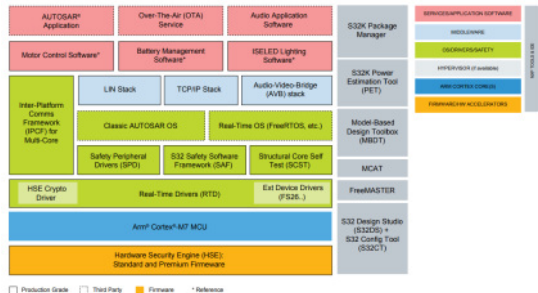 AUTOSAR®
Application
Over-The-Air (OTA)
Service
Audio Application
Software
S32K Package
Manager
SERVICES/APPLICATION SOFTWARE
MIDDLEWARE
OS/DRIVERS/SAFETY
HYPERVISOR (if available)
ARM CORTEX CORE(S)
FIRMWARE/HW ACCELERATORS
Motor Control Software*
Battery Management
Software*
ISELED Lighting
Software*
S32K Power
Estimation Tool
(PET)
Inter-Platform
Comms
Framework
(IPCF) for
Multi-Core
LIN Stack
TCP/IP Stack
Audio-Video-Bridge
(AVB) stack
Classic AUTOSAR OS
Real-Time OS (FreeRTOS, etc.)
Model-Based
Design Toolbox
(MBDT)
Safety Peripheral
Drivers (SPD)
S32 Safety Software
Framework (SAF)
Structural Core Self
Test (SCST)
MCAT
HSE Crypto
Driver
Real-Time Drivers (RTD)
Ext Device Drivers
(FS26..)
FreeMASTER
Arm® Cortex®-M7 MCU
S32 Design Studio
(S32DS) +
S32 Config Tool
(S32CT)
Hardware Security Engine (HSE):
Standard and Premium Firmeware
Production Grade
Third Party
Firmware
* Reference